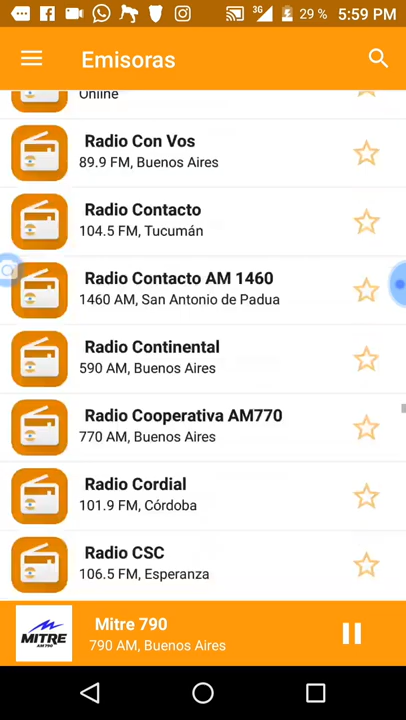 3G 29 % 5:59 PM
Emisoras
Online
Radio Con Vos
89.9 FM, Buenos Aires
Radio Contacto
104.5 FM, Tucumán
Radio Contacto AM 1460
1460 AM, San Antonio de Padua
Radio Continental
590 AM, Buenos Aires
Radio Cooperativa AM770
770 AM, Buenos Aires
Radio Cordial
101.9 FM, Córdoba
Radio CSC
106.5 FM, Esperanza
MITRE
AM 790
Mitre 790
790 AM, Buenos Aires